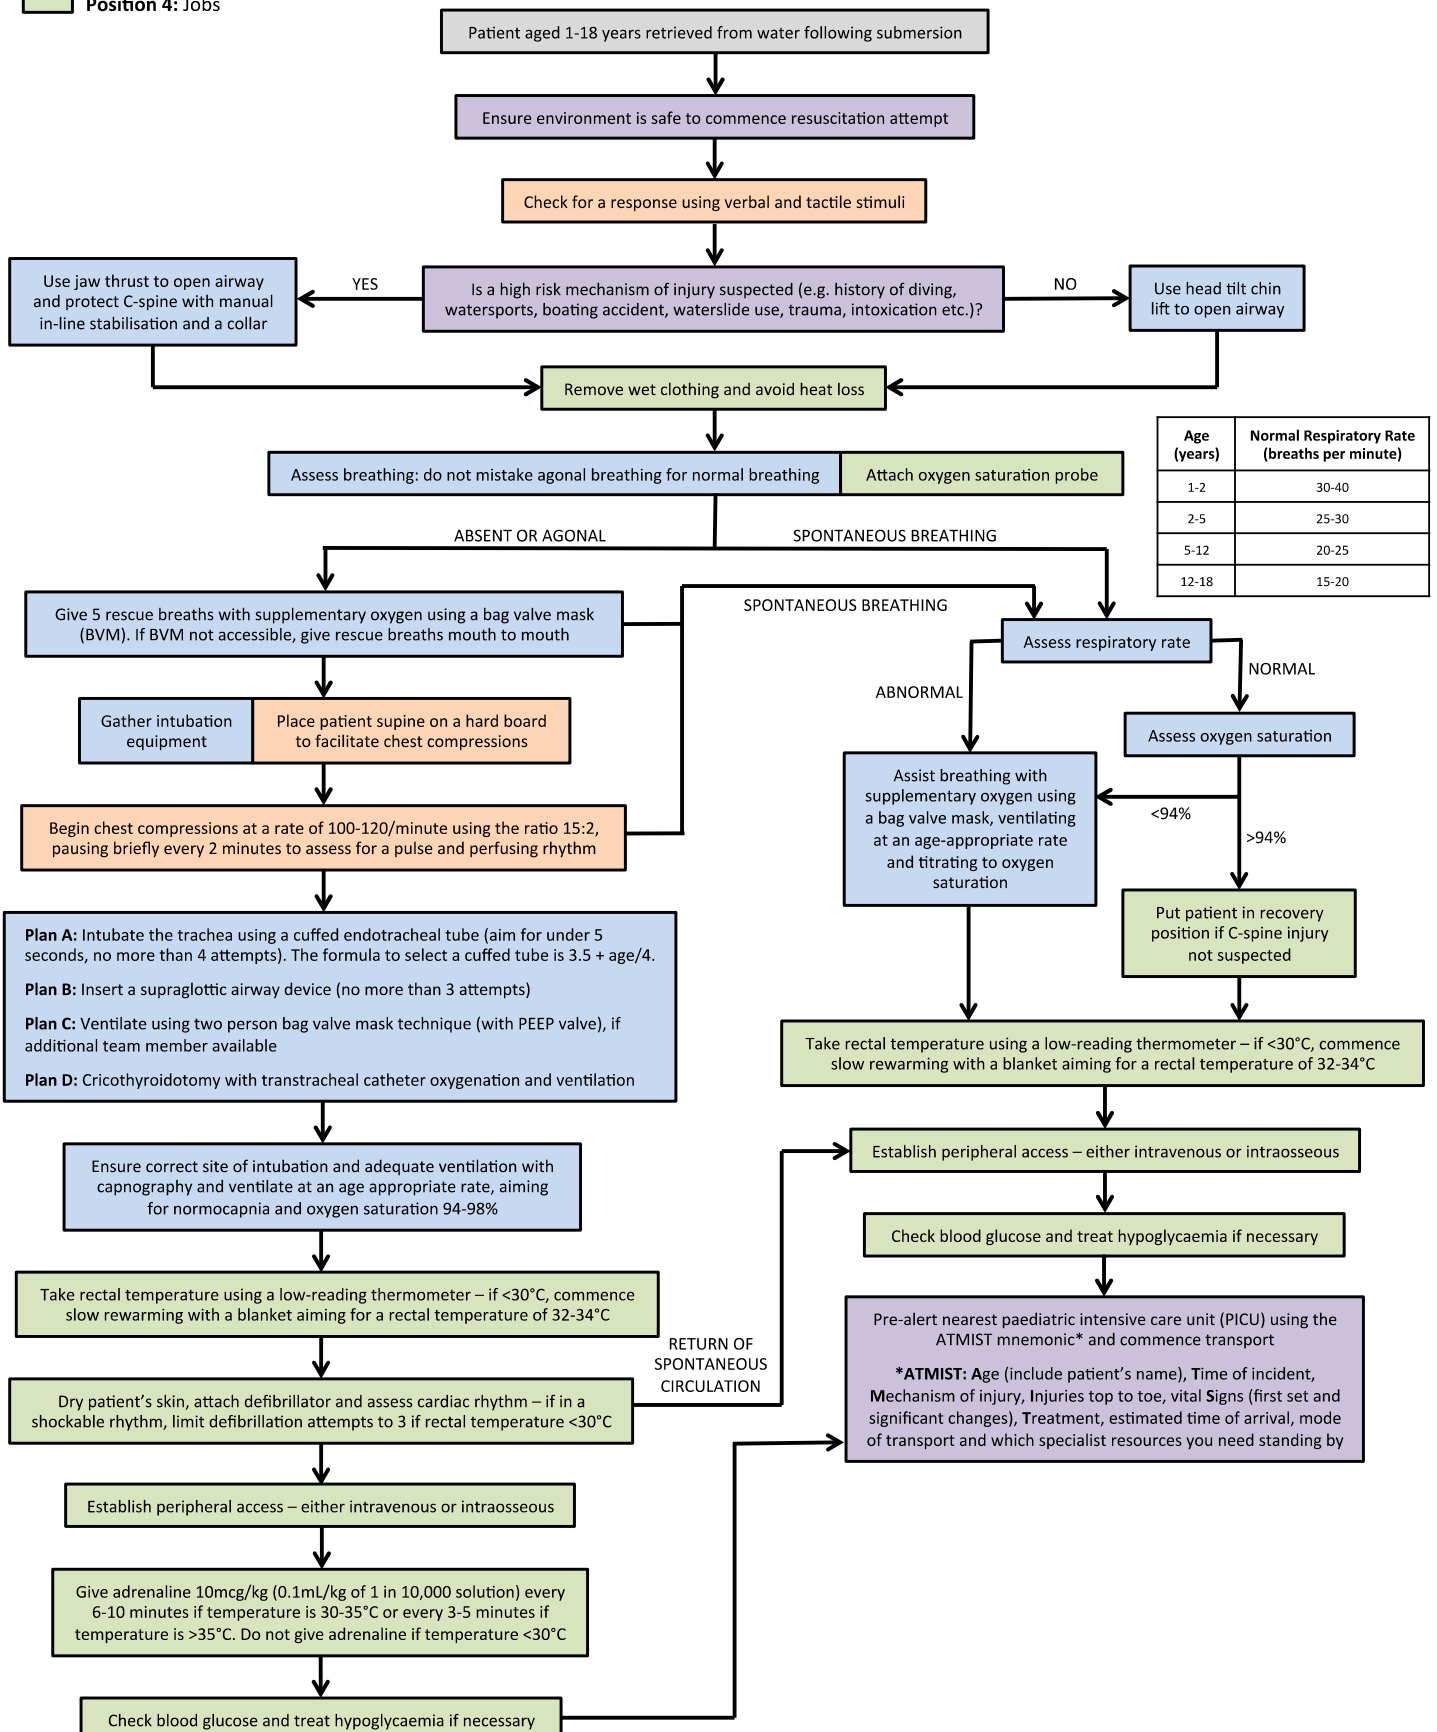 Position 4: Jobs
Patient aged 1-18 years retrieved from water following submersion
Ensure environment is safe to commence resuscitation attempt
Check for a response using verbal and tactile stimuli
Use jaw thrust to open airway
and protect C-spine with manual
in-line stabilisation and a collar
YES
Is a high risk mechanism of injury suspected (e.g. history of diving,
watersports, boating accident, waterslide use, trauma, intoxication etc.)?
NO
Use head tilt chin
lift to open airway
Remove wet clothing and avoid heat loss
Age
(years)
Normal Respiratory Rate
(breaths per minute)
1-2
30-40
2-5
25-30
5-12
20-25
12-18
15-20
Assess breathing: do not mistake agonal breathing for normal breathing
Attach oxygen saturation probe
ABSENT OR AGONAL
SPONTANEOUS BREATHING
Give 5 rescue breaths with supplementary oxygen using a bag valve mask
(BVM). If BVM not accessible, give rescue breaths mouth to mouth
SPONTANEOUS BREATHING
Assess respiratory rate
ABNORMAL
NORMAL
Gather intubation
equipment
Place patient supine on a hard board
to facilitate chest compressions
Assess oxygen saturation
Assist breathing with
supplementary oxygen using
a bag valve mask, ventilating
at an age-appropriate rate
and titrating to oxygen
saturation
<94%
>94%
Begin chest compressions at a rate of 100-120/minute using the ratio 15:2,
pausing briefly every 2 minutes to assess for a pulse and perfusing rhythm
Put patient in recovery
position if C-spine injury
not suspected
Plan A: Intubate the trachea using a cuffed endotracheal tube (aim for under 5
seconds, no more than 4 attempts). The formula to select a cuffed tube is 3.5 + age/4.
Plan B: Insert a supraglottic airway device (no more than 3 attempts)
Plan C: Ventilate using two person bag valve mask technique (with PEEP valve), if
additional team member available
Plan D: Cricothyroidotomy with transtracheal catheter oxygenation and ventilation
Take rectal temperature using a low-reading thermometer – if <30°C, commence
slow rewarming with a blanket aiming for a rectal temperature of 32-34°C
Ensure correct site of intubation and adequate ventilation with
capnography and ventilate at an age appropriate rate, aiming
for normocapnia and oxygen saturation 94-98%
Establish peripheral access – either intravenous or intraosseous
Check blood glucose and treat hypoglycaemia if necessary
Take rectal temperature using a low-reading thermometer – if <30°C, commence
slow rewarming with a blanket aiming for a rectal temperature of 32-34°C
RETURN OF
SPONTANEOUS
CIRCULATION
Pre-alert nearest paediatric intensive care unit (PICU) using the
ATMIST mnemonic* and commence transport
*ATMIST: Age (include patient's name), Time of incident,
Mechanism of injury, Injuries top to toe, vital Signs (first set and
significant changes), Treatment, estimated time of arrival, mode
of transport and which specialist resources you need standing by
Dry patient's skin, attach defibrillator and assess cardiac rhythm – if in a
shockable rhythm, limit defibrillation attempts to 3 if rectal temperature <30°C
Establish peripheral access – either intravenous or intraosseous
Give adrenaline 10mcg/kg (0.1mL/kg of 1 in 10,000 solution) every
6-10 minutes if temperature is 30-35°C or every 3-5 minutes if
temperature is >35°C. Do not give adrenaline if temperature <30°C
Check blood glucose and treat hypoglycaemia if necessary